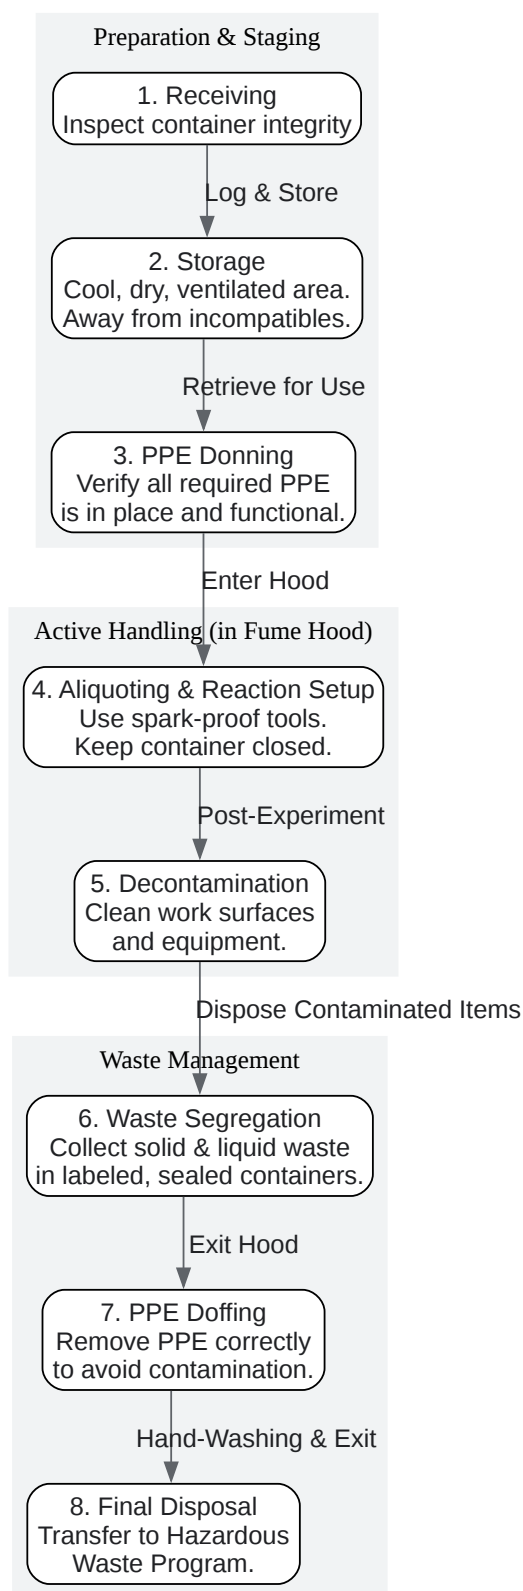 Preparation & Staging
1. Receiving
Inspect container integrity
Log & Store
2. Storage
Cool, dry, ventilated area.
Away from incompatibles.
Retrieve for Use
3. PPE Donning
Verify all required PPE
is in place and functional.
Enter Hood
Active Handling (in Fume Hood)
4. Aliquoting & Reaction Setup
Use spark-proof tools.
Keep container closed.
Post-Experiment
5. Decontamination
Clean work surfaces
and equipment.
Dispose Contaminated Items
Waste Management
6. Waste Segregation
Collect solid & liquid waste
in labeled, sealed containers.
Exit Hood
7. PPE Doffing
Remove PPE correctly
to avoid contamination.
Hand-Washing & Exit
8. Final Disposal
Transfer to Hazardous
Waste Program.